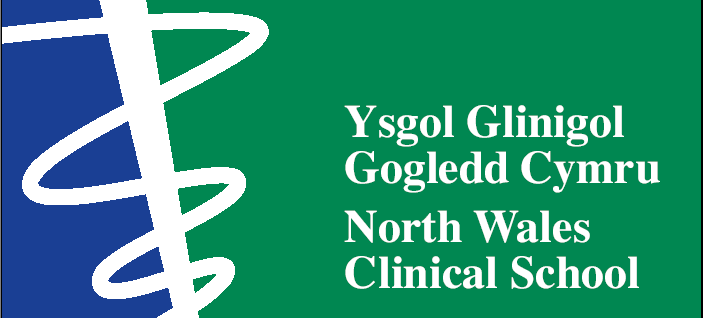 Ysgol Glinigol
Gogledd Cymru
North Wales
Clinical School